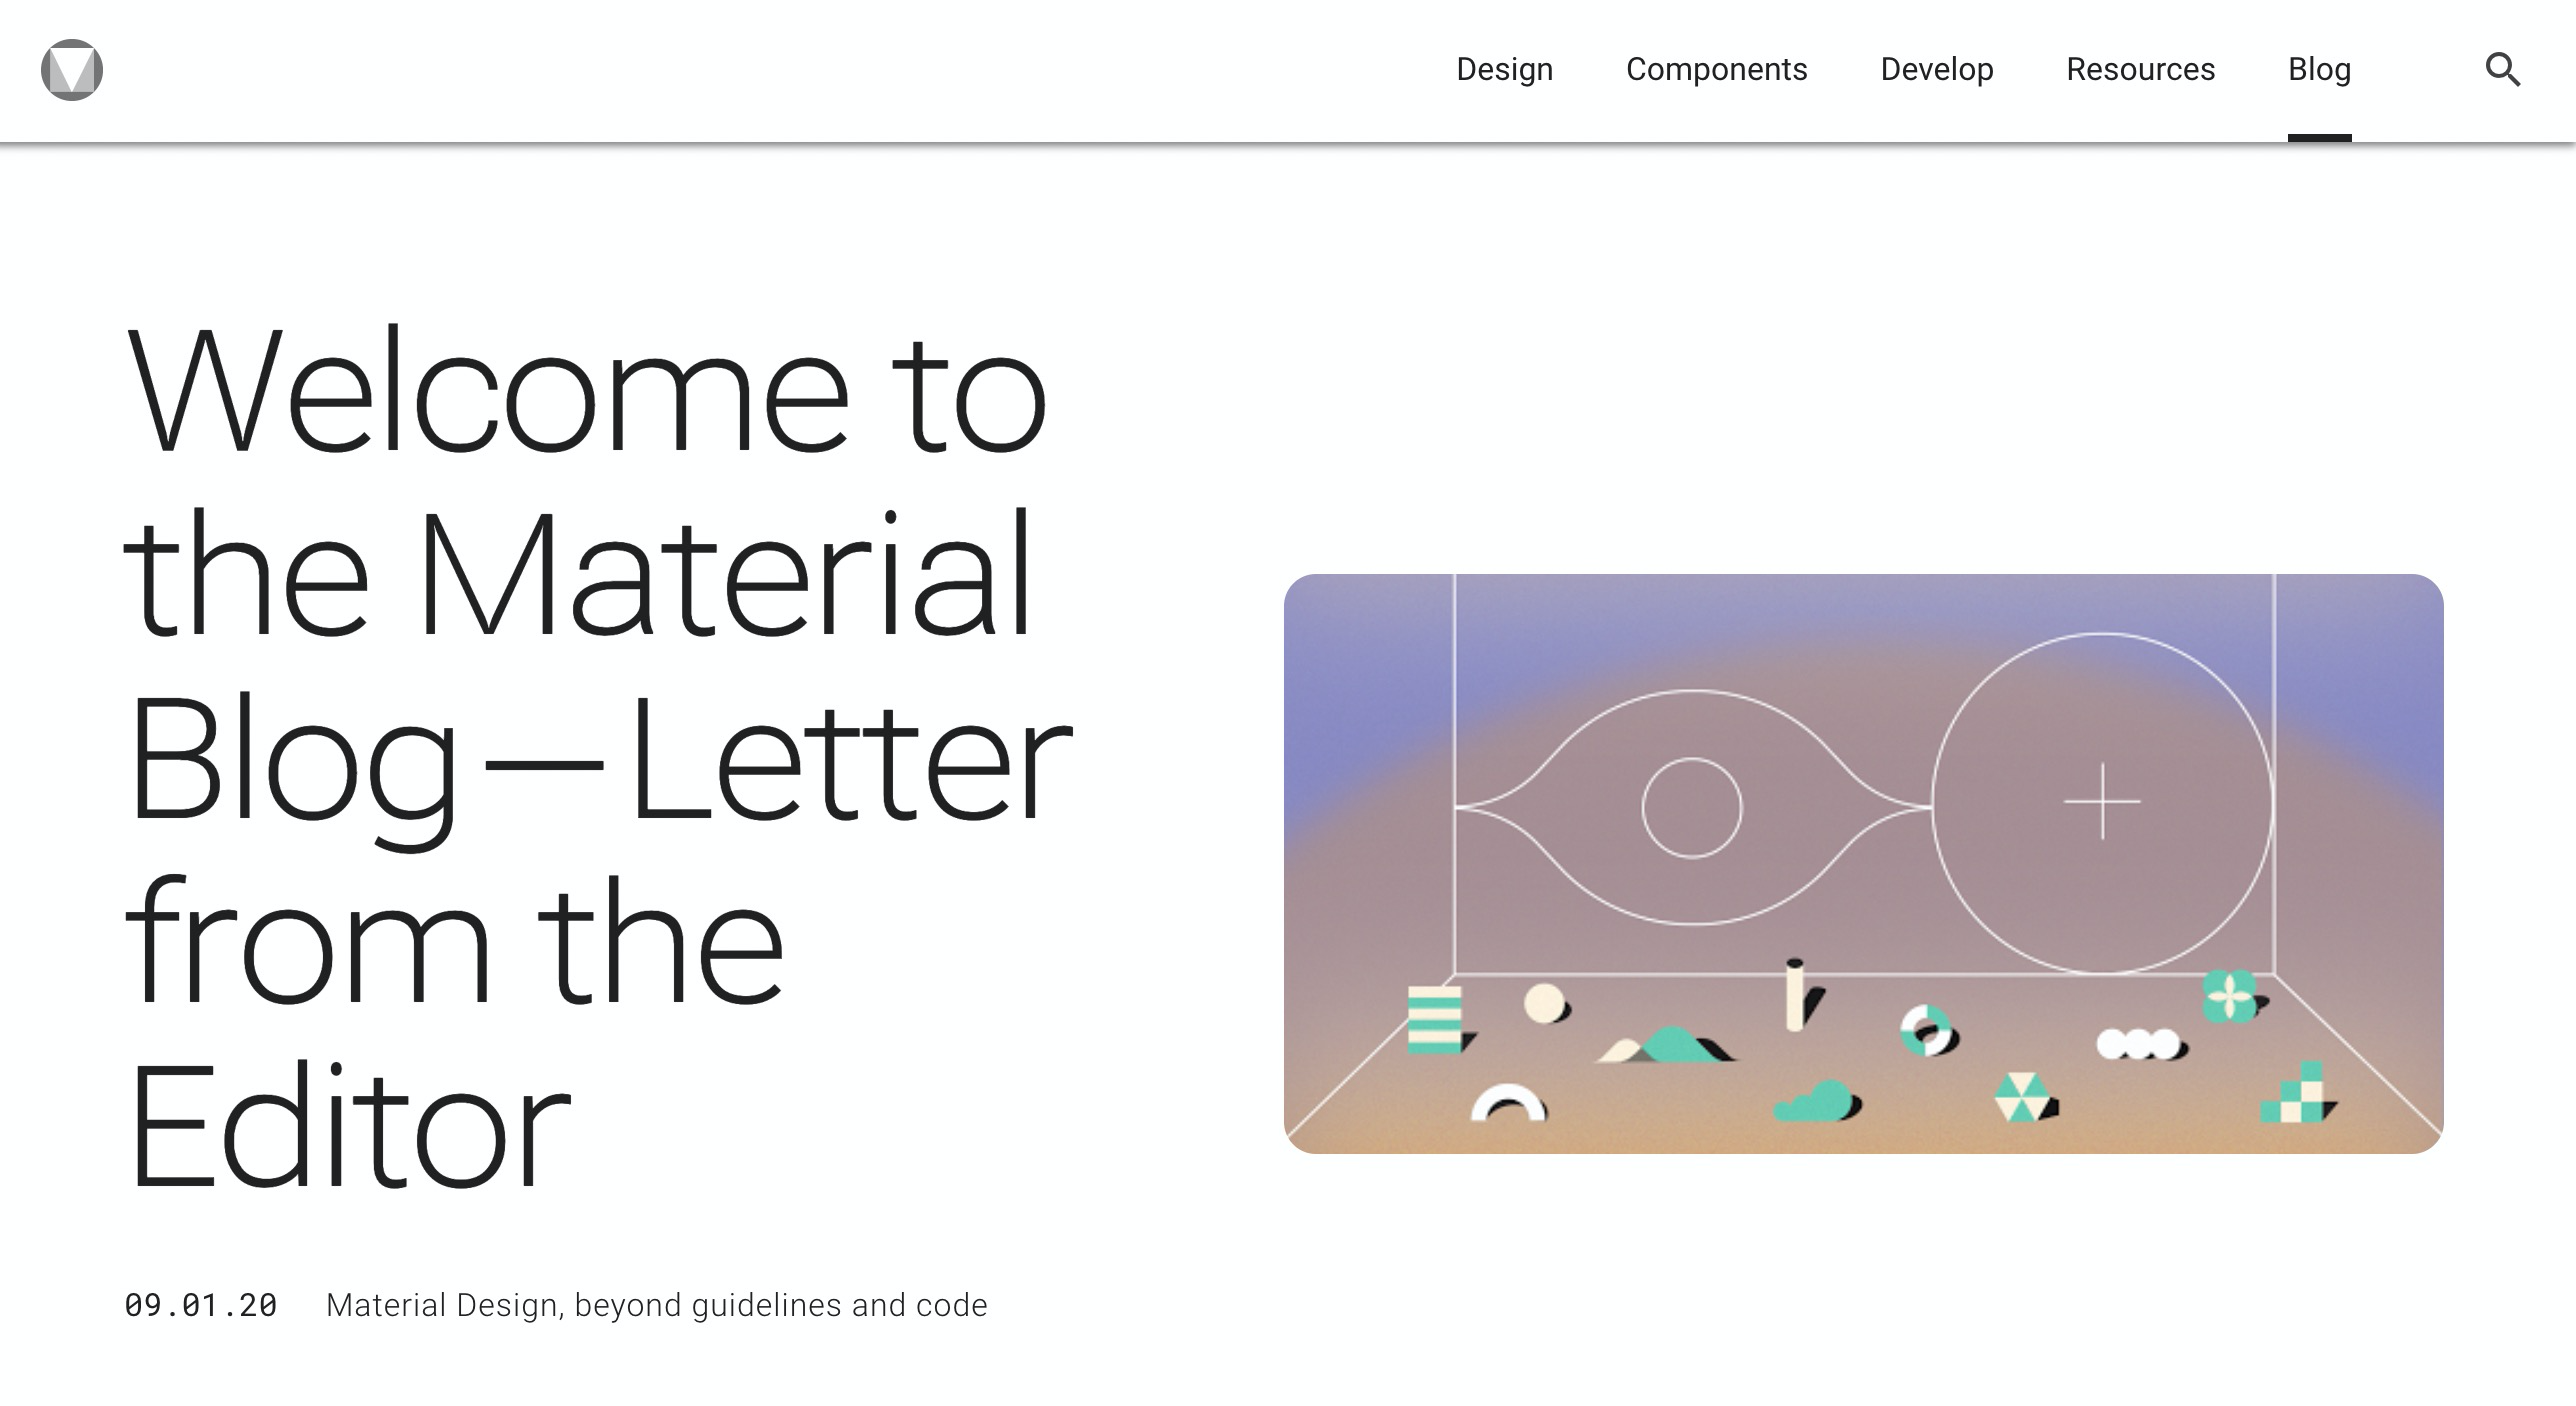 Design Components Develop Resources Blog
Welcome to
the Material
Blog—Letter
from the
Editor
09.01.20 Material Design, beyond guidelines and code